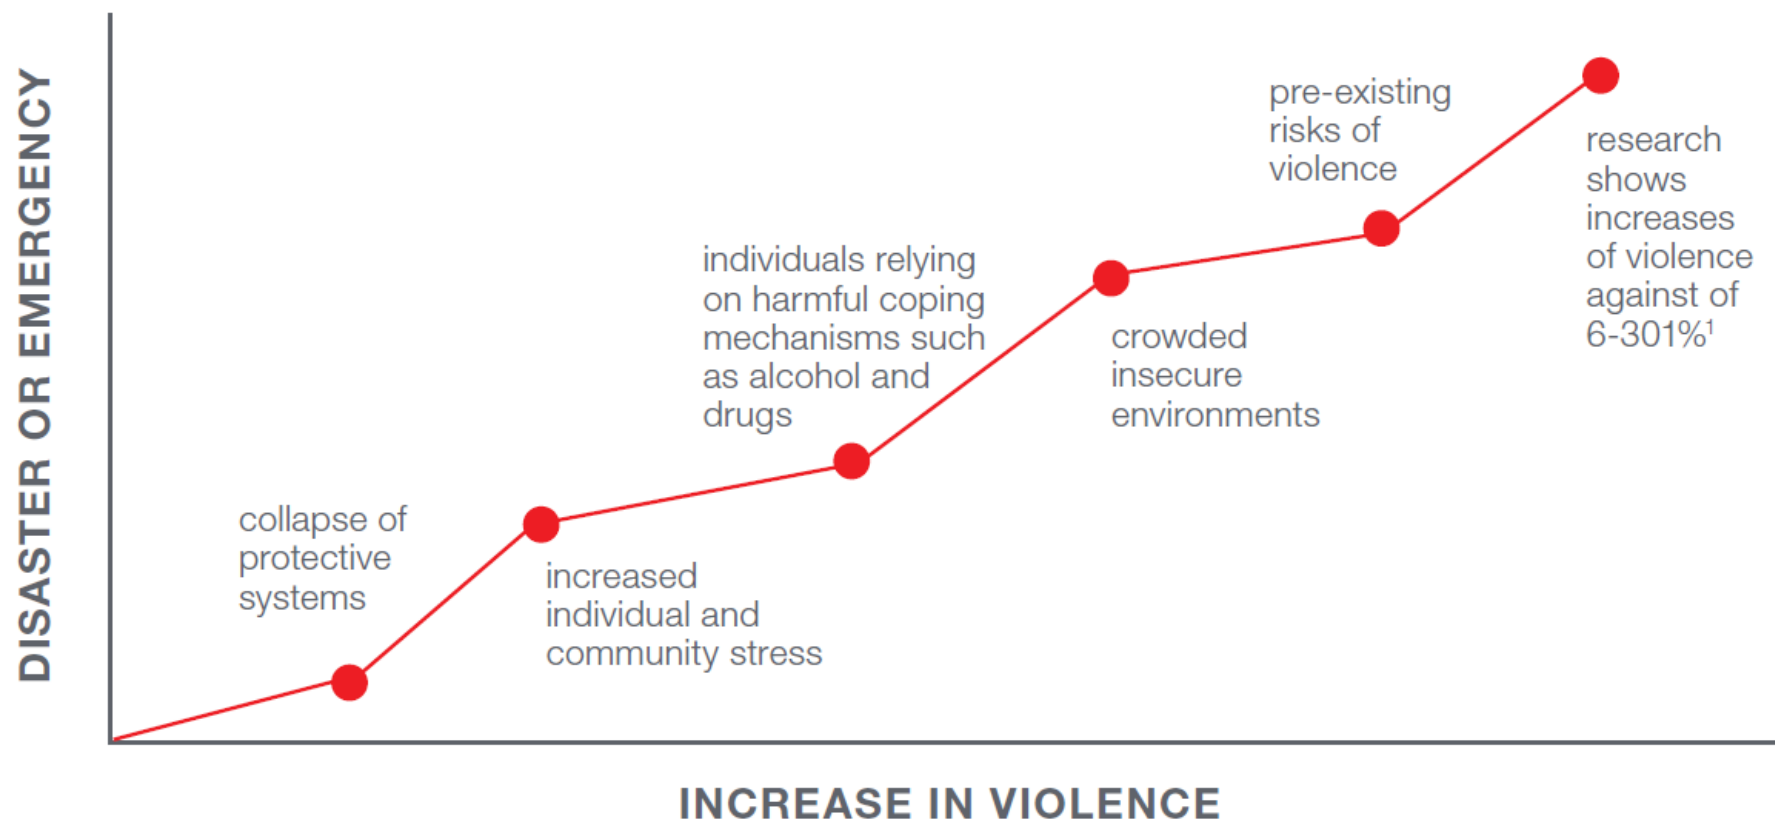 DISASTER OR EMERGENCY
collapse of
protective
systems
increased
individual and
community stress
individuals relying
on harmful coping
mechanisms such
as alcohol and
drugs
crowded
insecure
environments
pre-existing
risks of
violence
research
shows
increases
of violence
against of
6-301%¹
INCREASE IN VIOLENCE